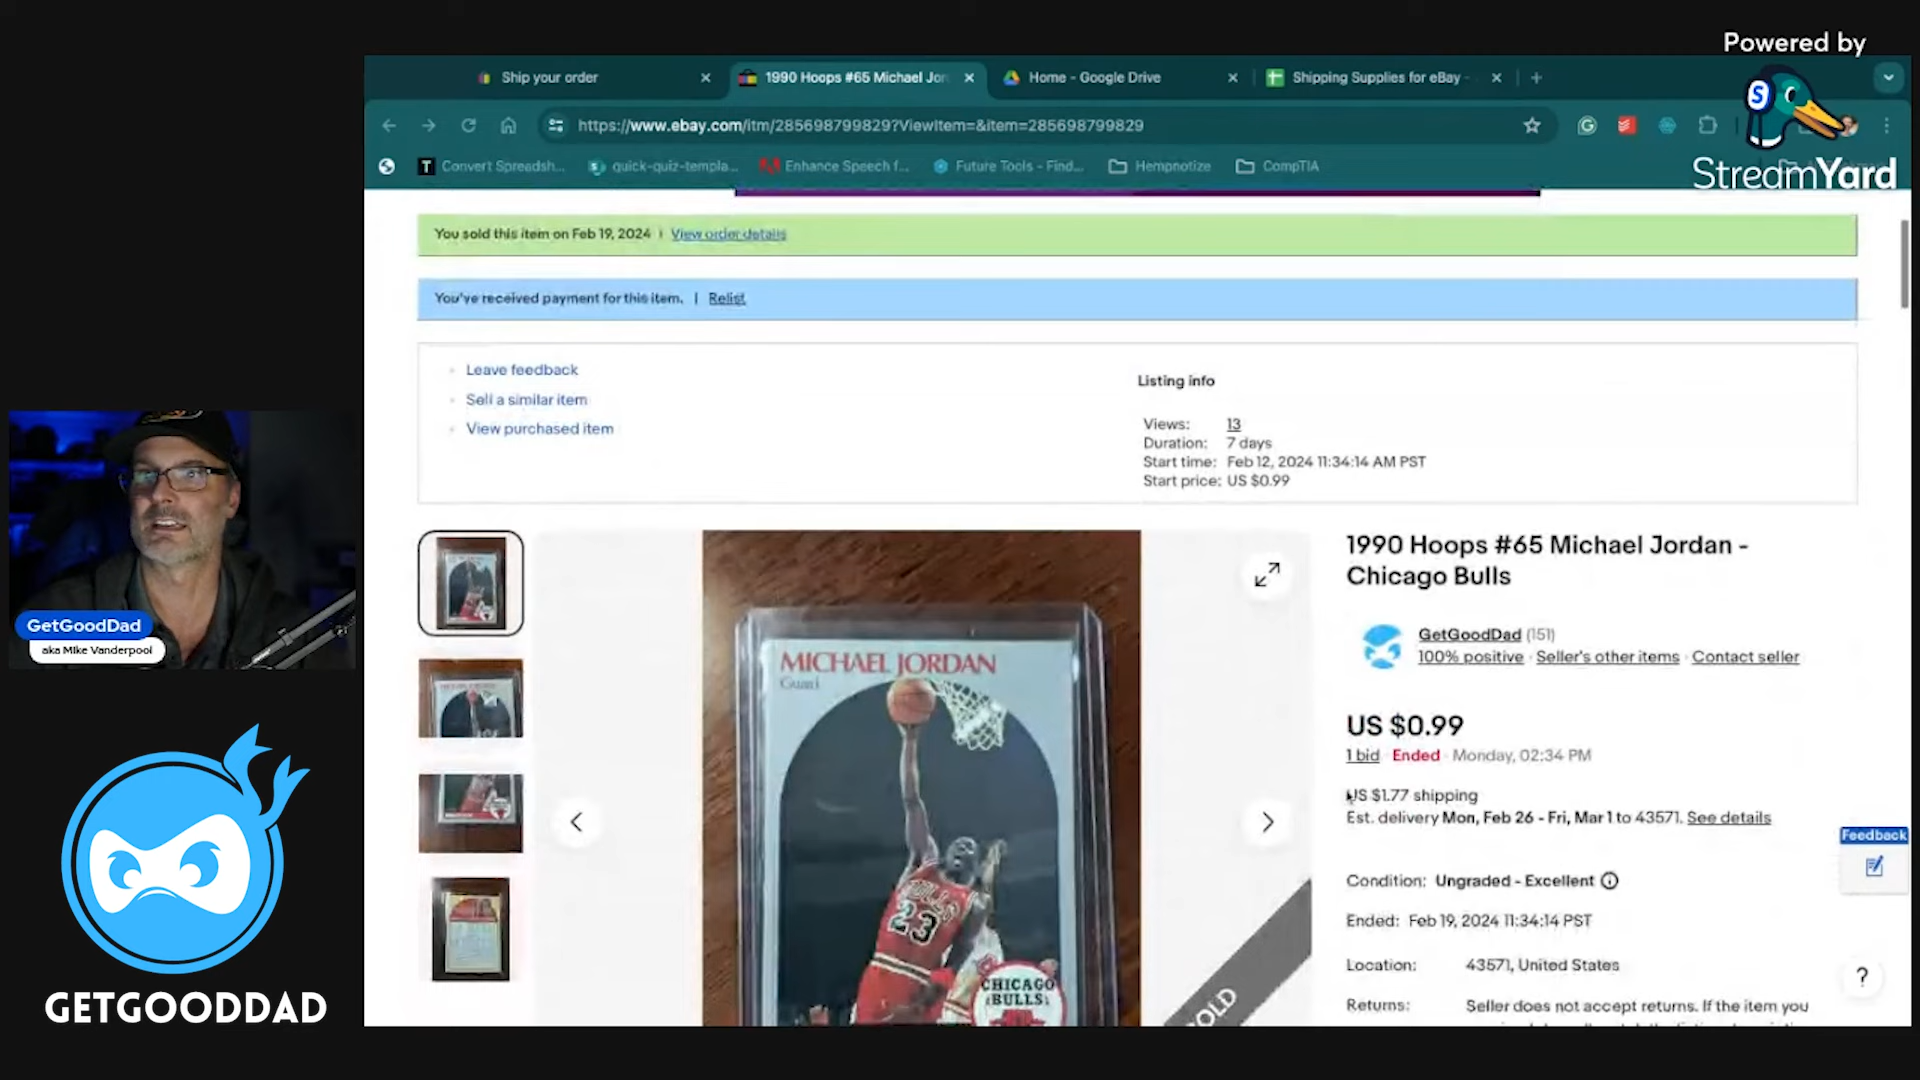 Powered by
StreamYard
Ship your order
1990 Hoops #65 Michael Jor
Home - Google Drive
Shipping Supplies for eBay -
https://www.ebay.com/itm/285698799829?ViewItem=&item=285698799829
Convert Spreadsh...
quick-quiz-templa...
Enhance Speech f...
Future Tools - Find...
Hempnotize
CompTIA
You sold this item on Feb 19, 2024 | View order details
You've received payment for this item. | Relist
Leave feedback
Sell a similar item
View purchased item
Listing info
Views: 13
Duration: 7 days
Start time: Feb 12, 2024 11:34:14 AM PST
Start price: US $0.99
1990 Hoops #65 Michael Jordan -
Chicago Bulls
GetGoodDad (151)
100% positive · Seller's other items · Contact seller
US $0.99
1 bid · Ended · Monday, 02:34 PM
US $1.77 shipping
Est. delivery Mon, Feb 26 - Fri, Mar 1 to 43571. See details
Condition: Ungraded - Excellent
Ended: Feb 19, 2024 11:34:14 PST
Location: 43571, United States
Returns: Seller does not accept returns. If the item you
Feedback
?
MICHAEL JORDAN
Guard
BULLS
23
CHICAGO
BULLS
SOLD
GetGoodDad
aka Mike Vanderpool
GETGOODDAD